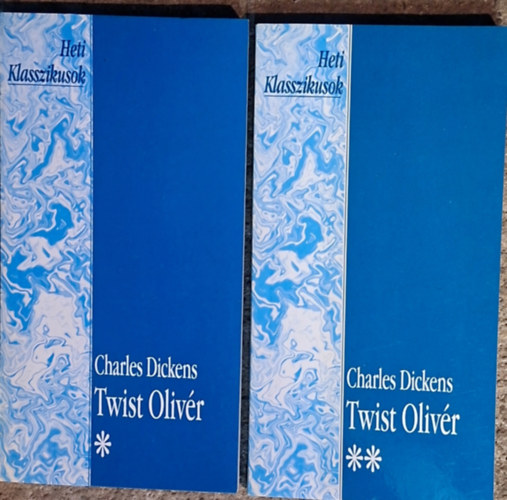 Heti
Klasszikusok
Charles Dickens
Twist Olivér
*
Heti
Klasszikusok
Charles Dickens
Twist Olivér
**